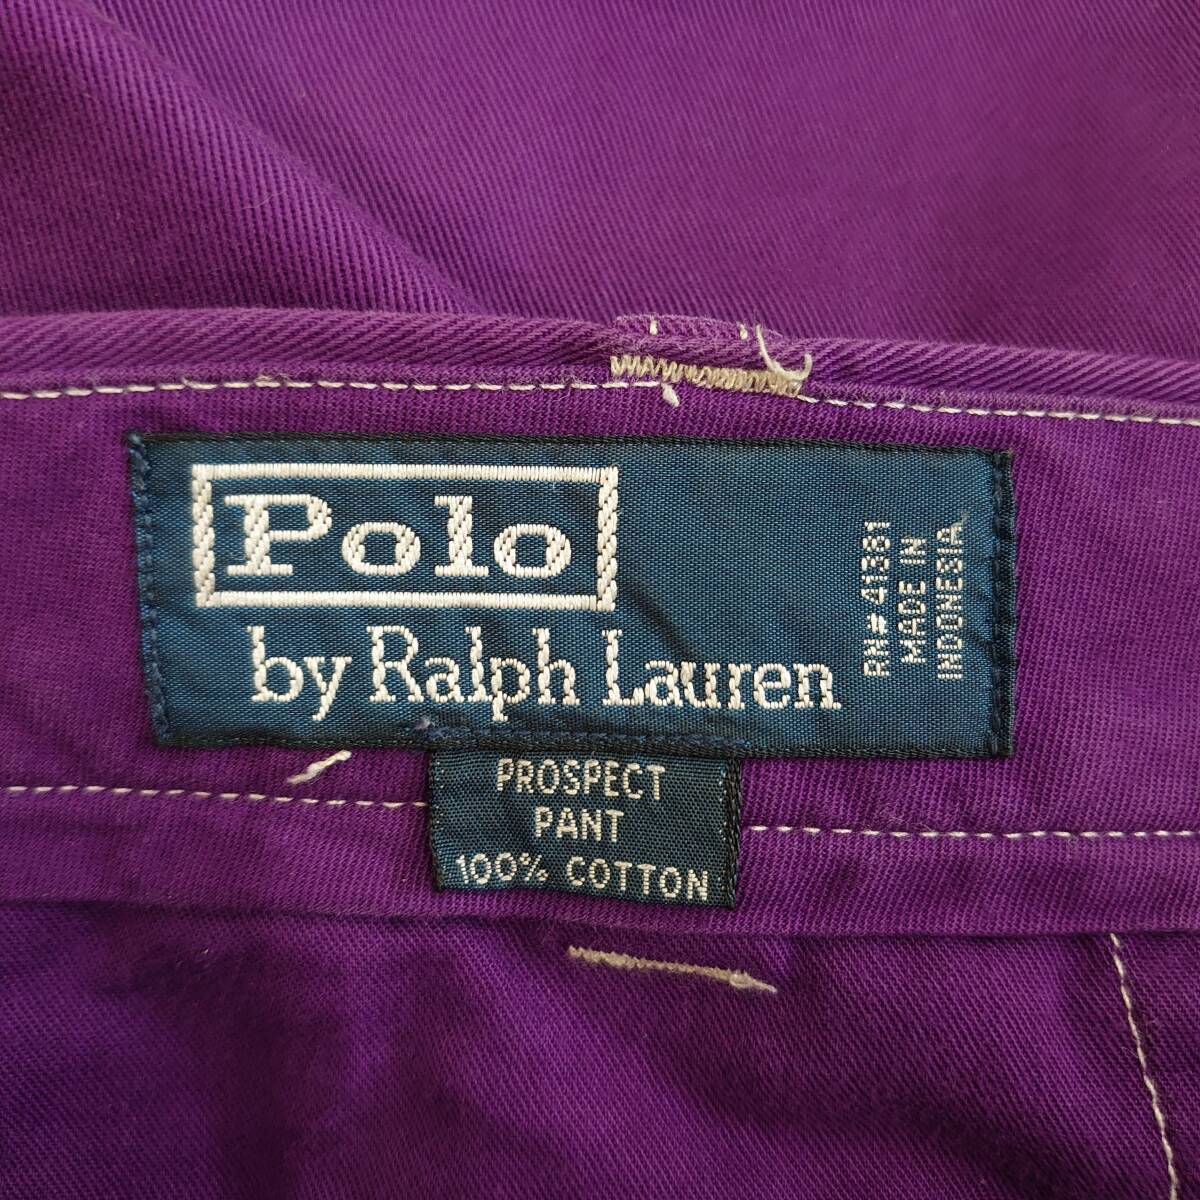 Polo
by Ralph Lauren
RN# 41381
MADE IN
INDONESIA
PROSPECT
PANT
100% COTTON